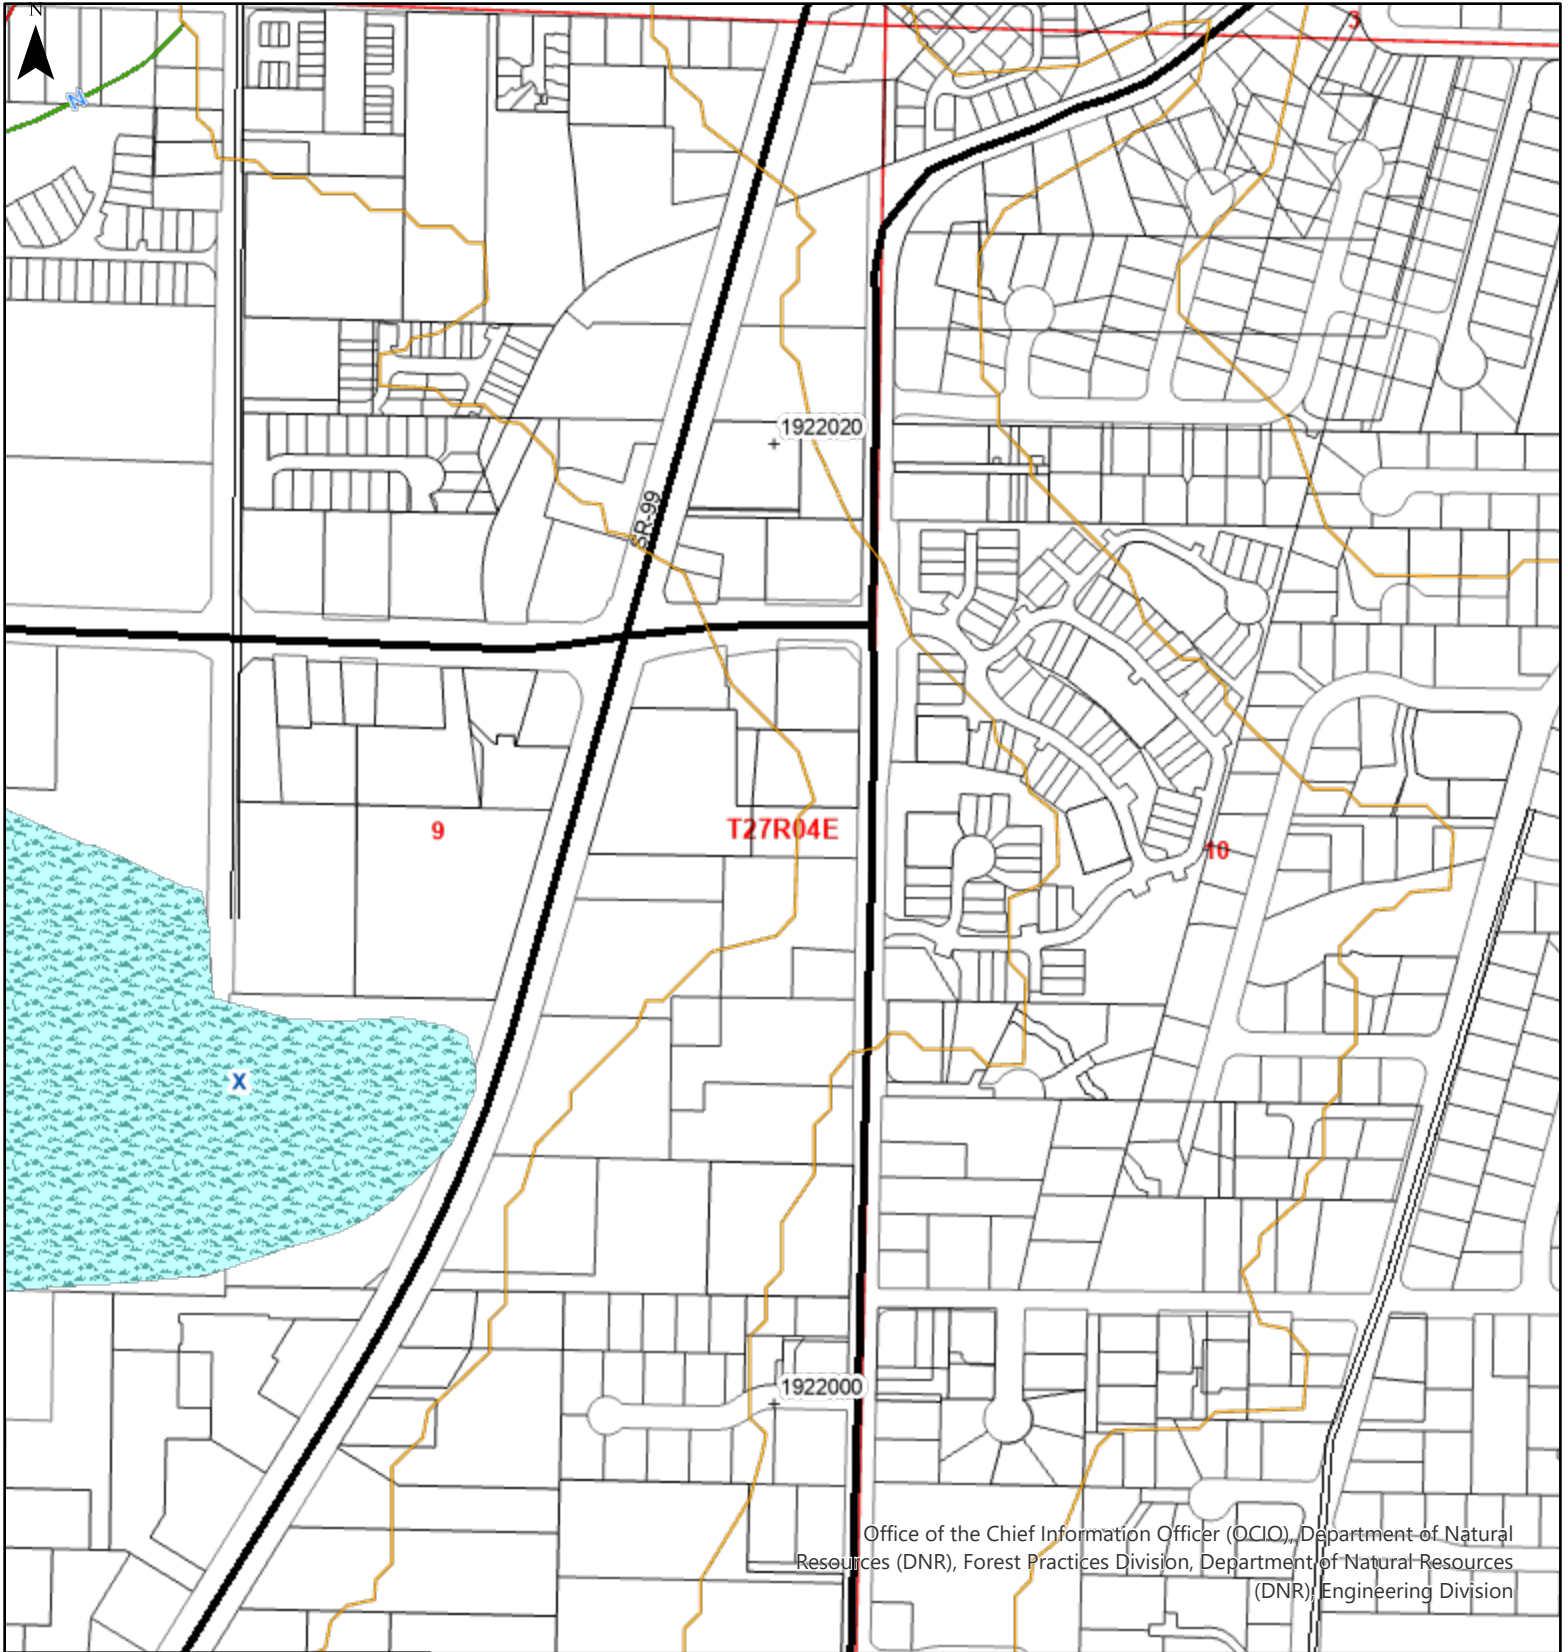 N
3
N
1922020
SR-99
9
T27R04E
10
X
1922000
Office of the Chief Information Officer (OCIO), Department of Natural
Resources (DNR), Forest Practices Division, Department of Natural Resources
(DNR), Engineering Division